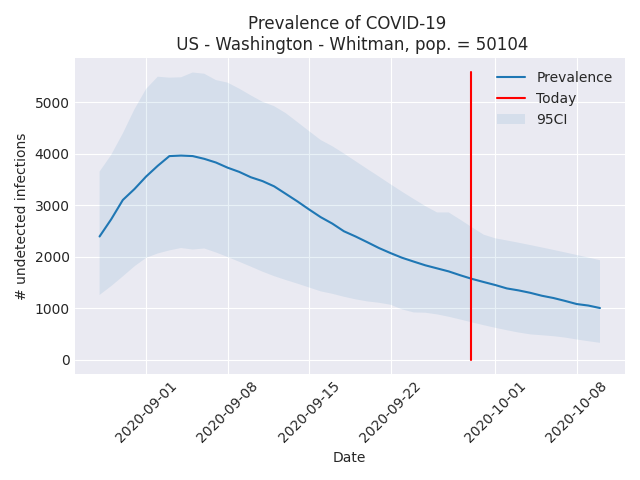 Prevalence of COVID-19
US - Washington - Whitman, pop. = 50104
Prevalence
Today
95CI
# undetected infections
5000
4000
3000
2000
1000
0
2020-09-01
2020-09-08
2020-09-15
2020-09-22
2020-10-01
2020-10-08
Date